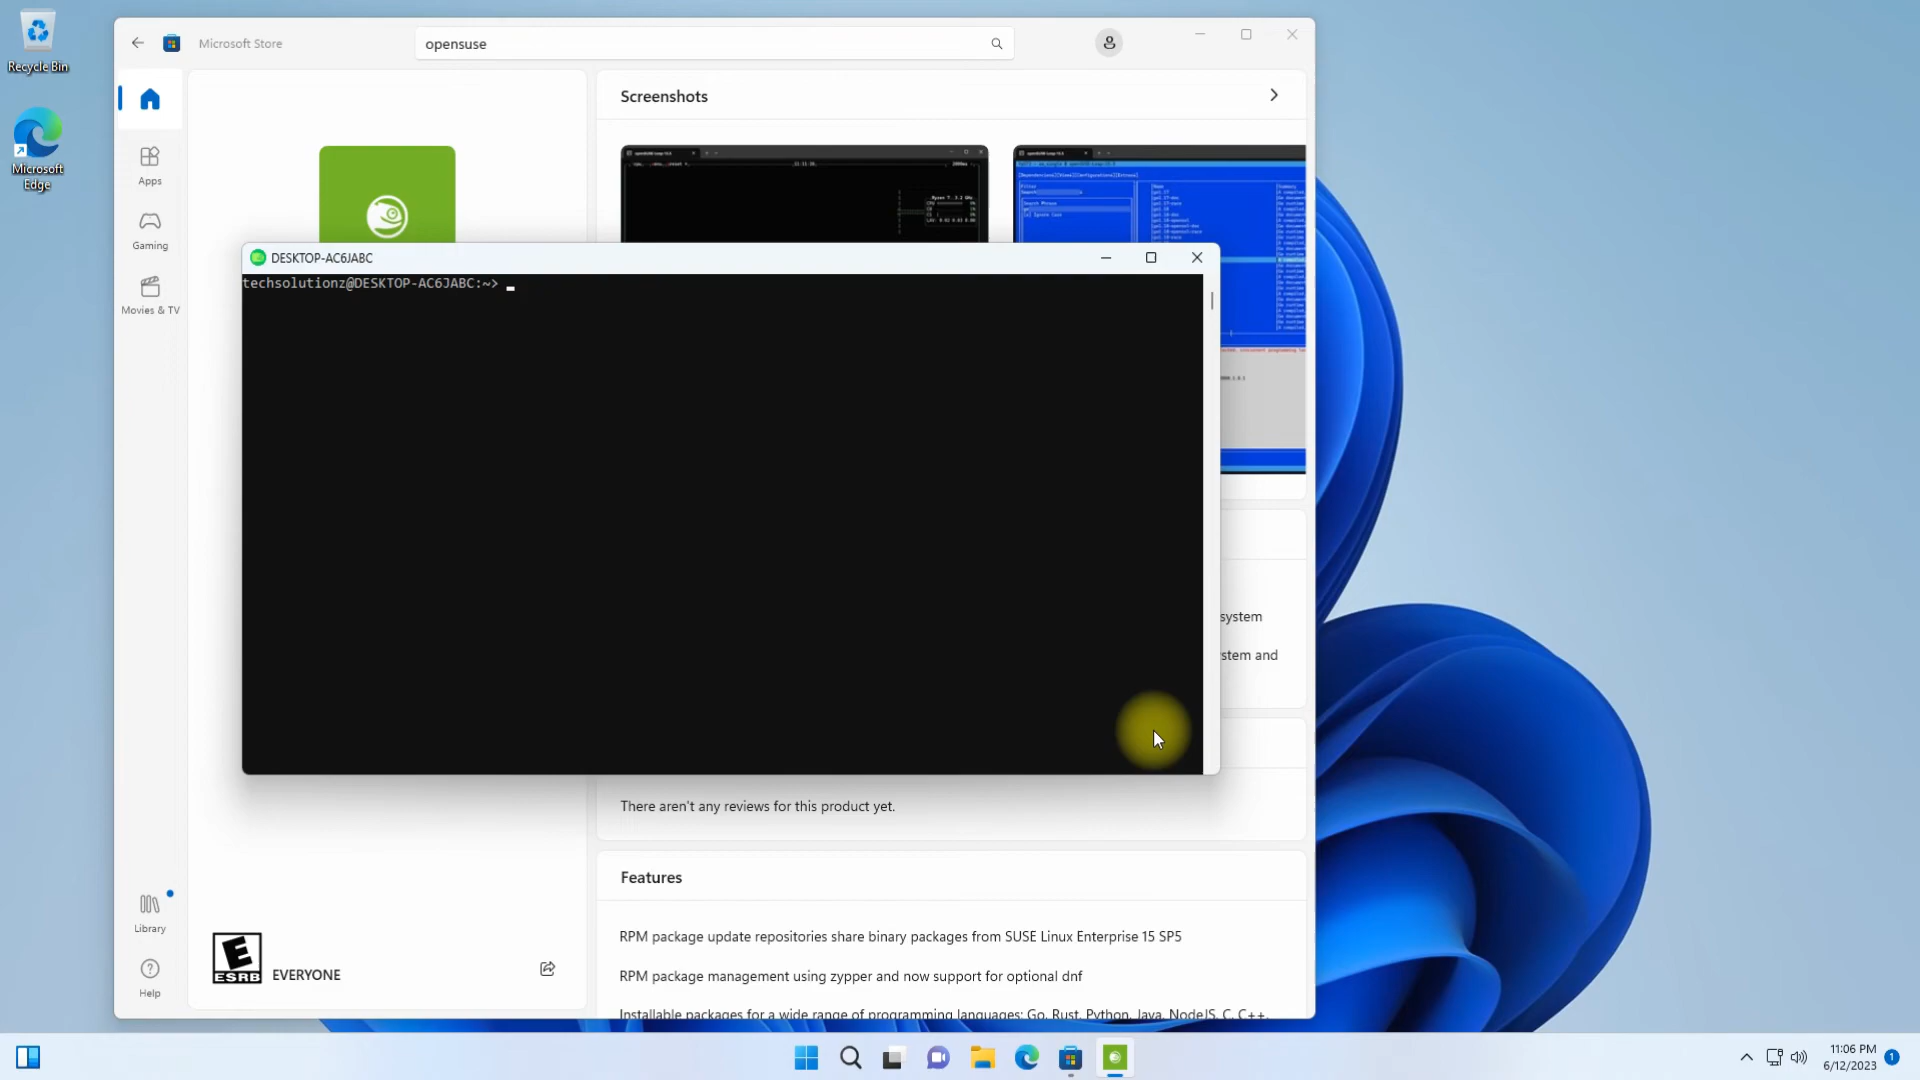 Recycle Bin
Microsoft Edge
Microsoft Store
opensuse
Apps
Gaming
Movies & TV
Library
Help
Screenshots
DESKTOP-AC6JABC
techsolutionz@DESKTOP-AC6JABC:~>
system
stem and
There aren't any reviews for this product yet.
Features
RPM package update repositories share binary packages from SUSE Linux Enterprise 15 SP5
RPM package management using zypper and now support for optional dnf
Installable packages for a wide range of programming languages: Go, Rust, Python, Java, NodeJS, C, C++,
E
ESRB
EVERYONE
11:06 PM
6/12/2023
1